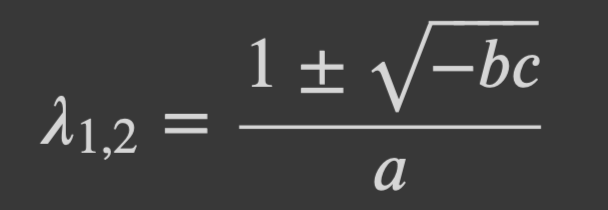 λ₁,₂ = (1 ± √(−bc)) / a